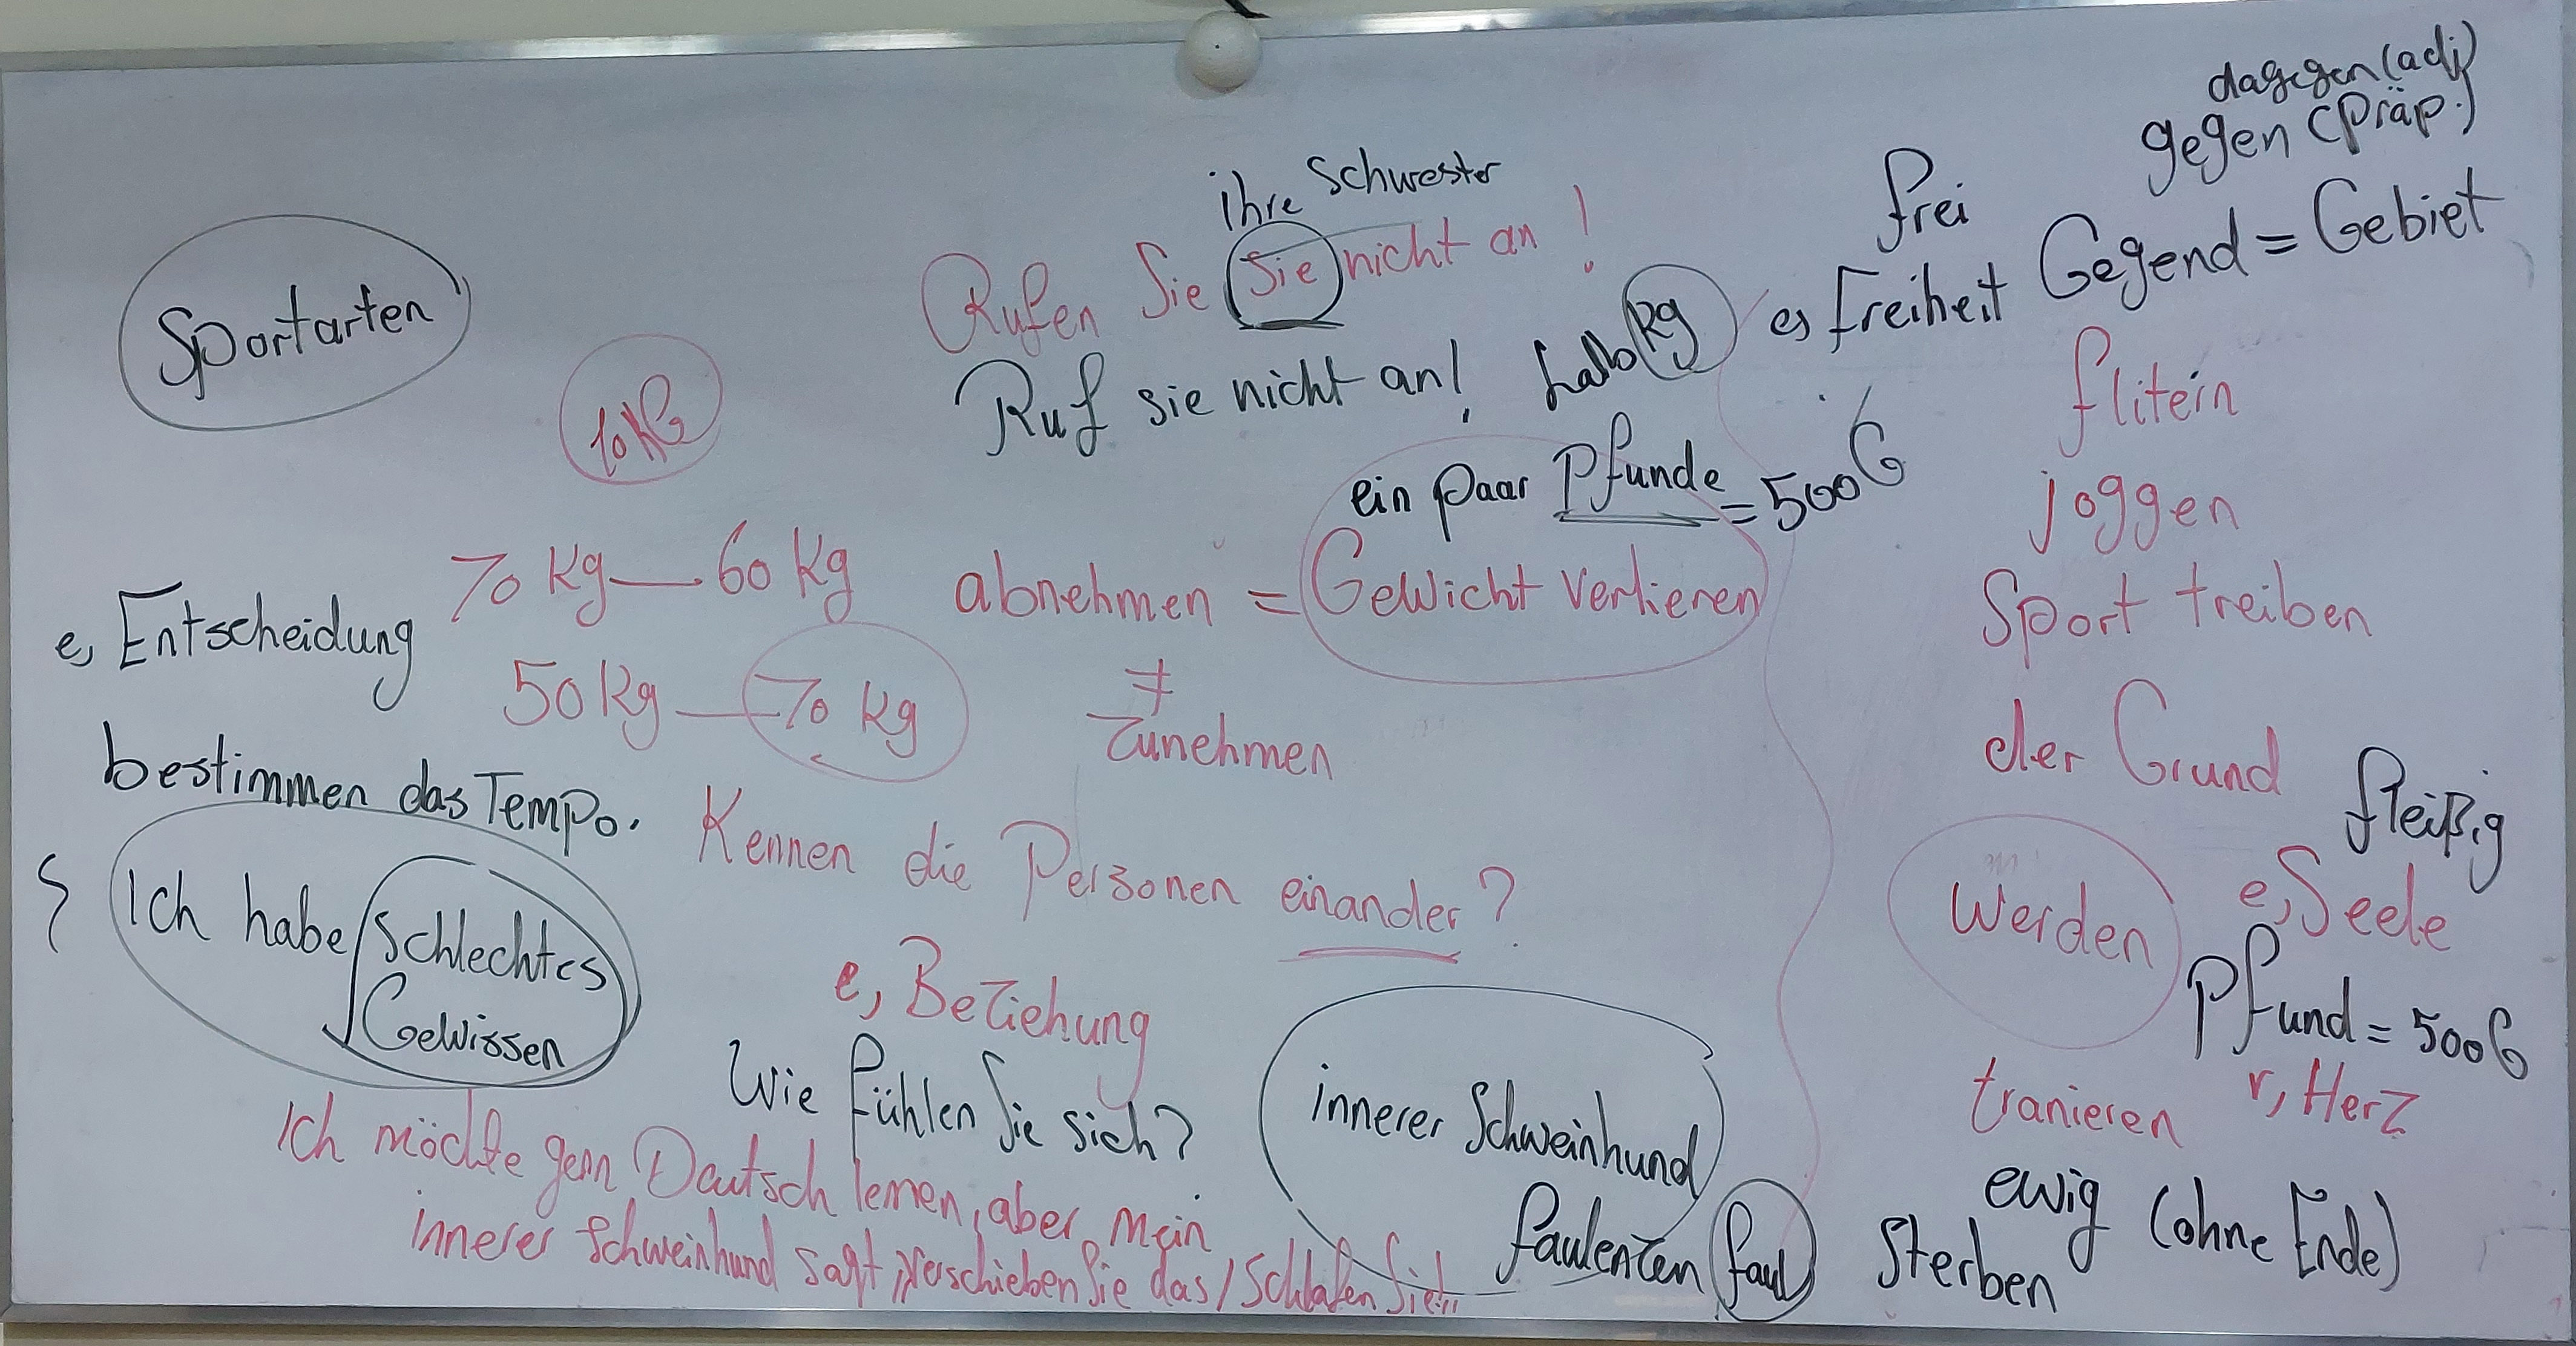 dagegen (adj)
gegen (Präp.)
ihre Schwester
frei
Gegend = Gebiet
Rufen Sie Sie nicht an!
Sportarten
halb kg
e, Freiheit
Ruf sie nicht an!
10 KG
flitein
ein paar Pfunde = 500 G
joggen
70 kg — 60 kg
abnehmen = Gewicht verlieren
Sport treiben
e, Entscheidung
50 kg — 70 kg
≠
zunehmen
der Grund
bestimmen das Tempo.
fleißig
Kennen die Personen einander?
werden
e, Seele
Ich habe schlechtes
Gewissen
e, Beziehung
Pfund = 500 G
Wie fühlen Sie sich?
innerer Schweinhund
tranieren
r, Herz
Ich möchte gern Deutsch lernen, aber mein
innerer Schweinhund sagt, verschieben Sie das / Schlafen Sie!
faulenzen
faul
sterben
ewig (ohne Ende)